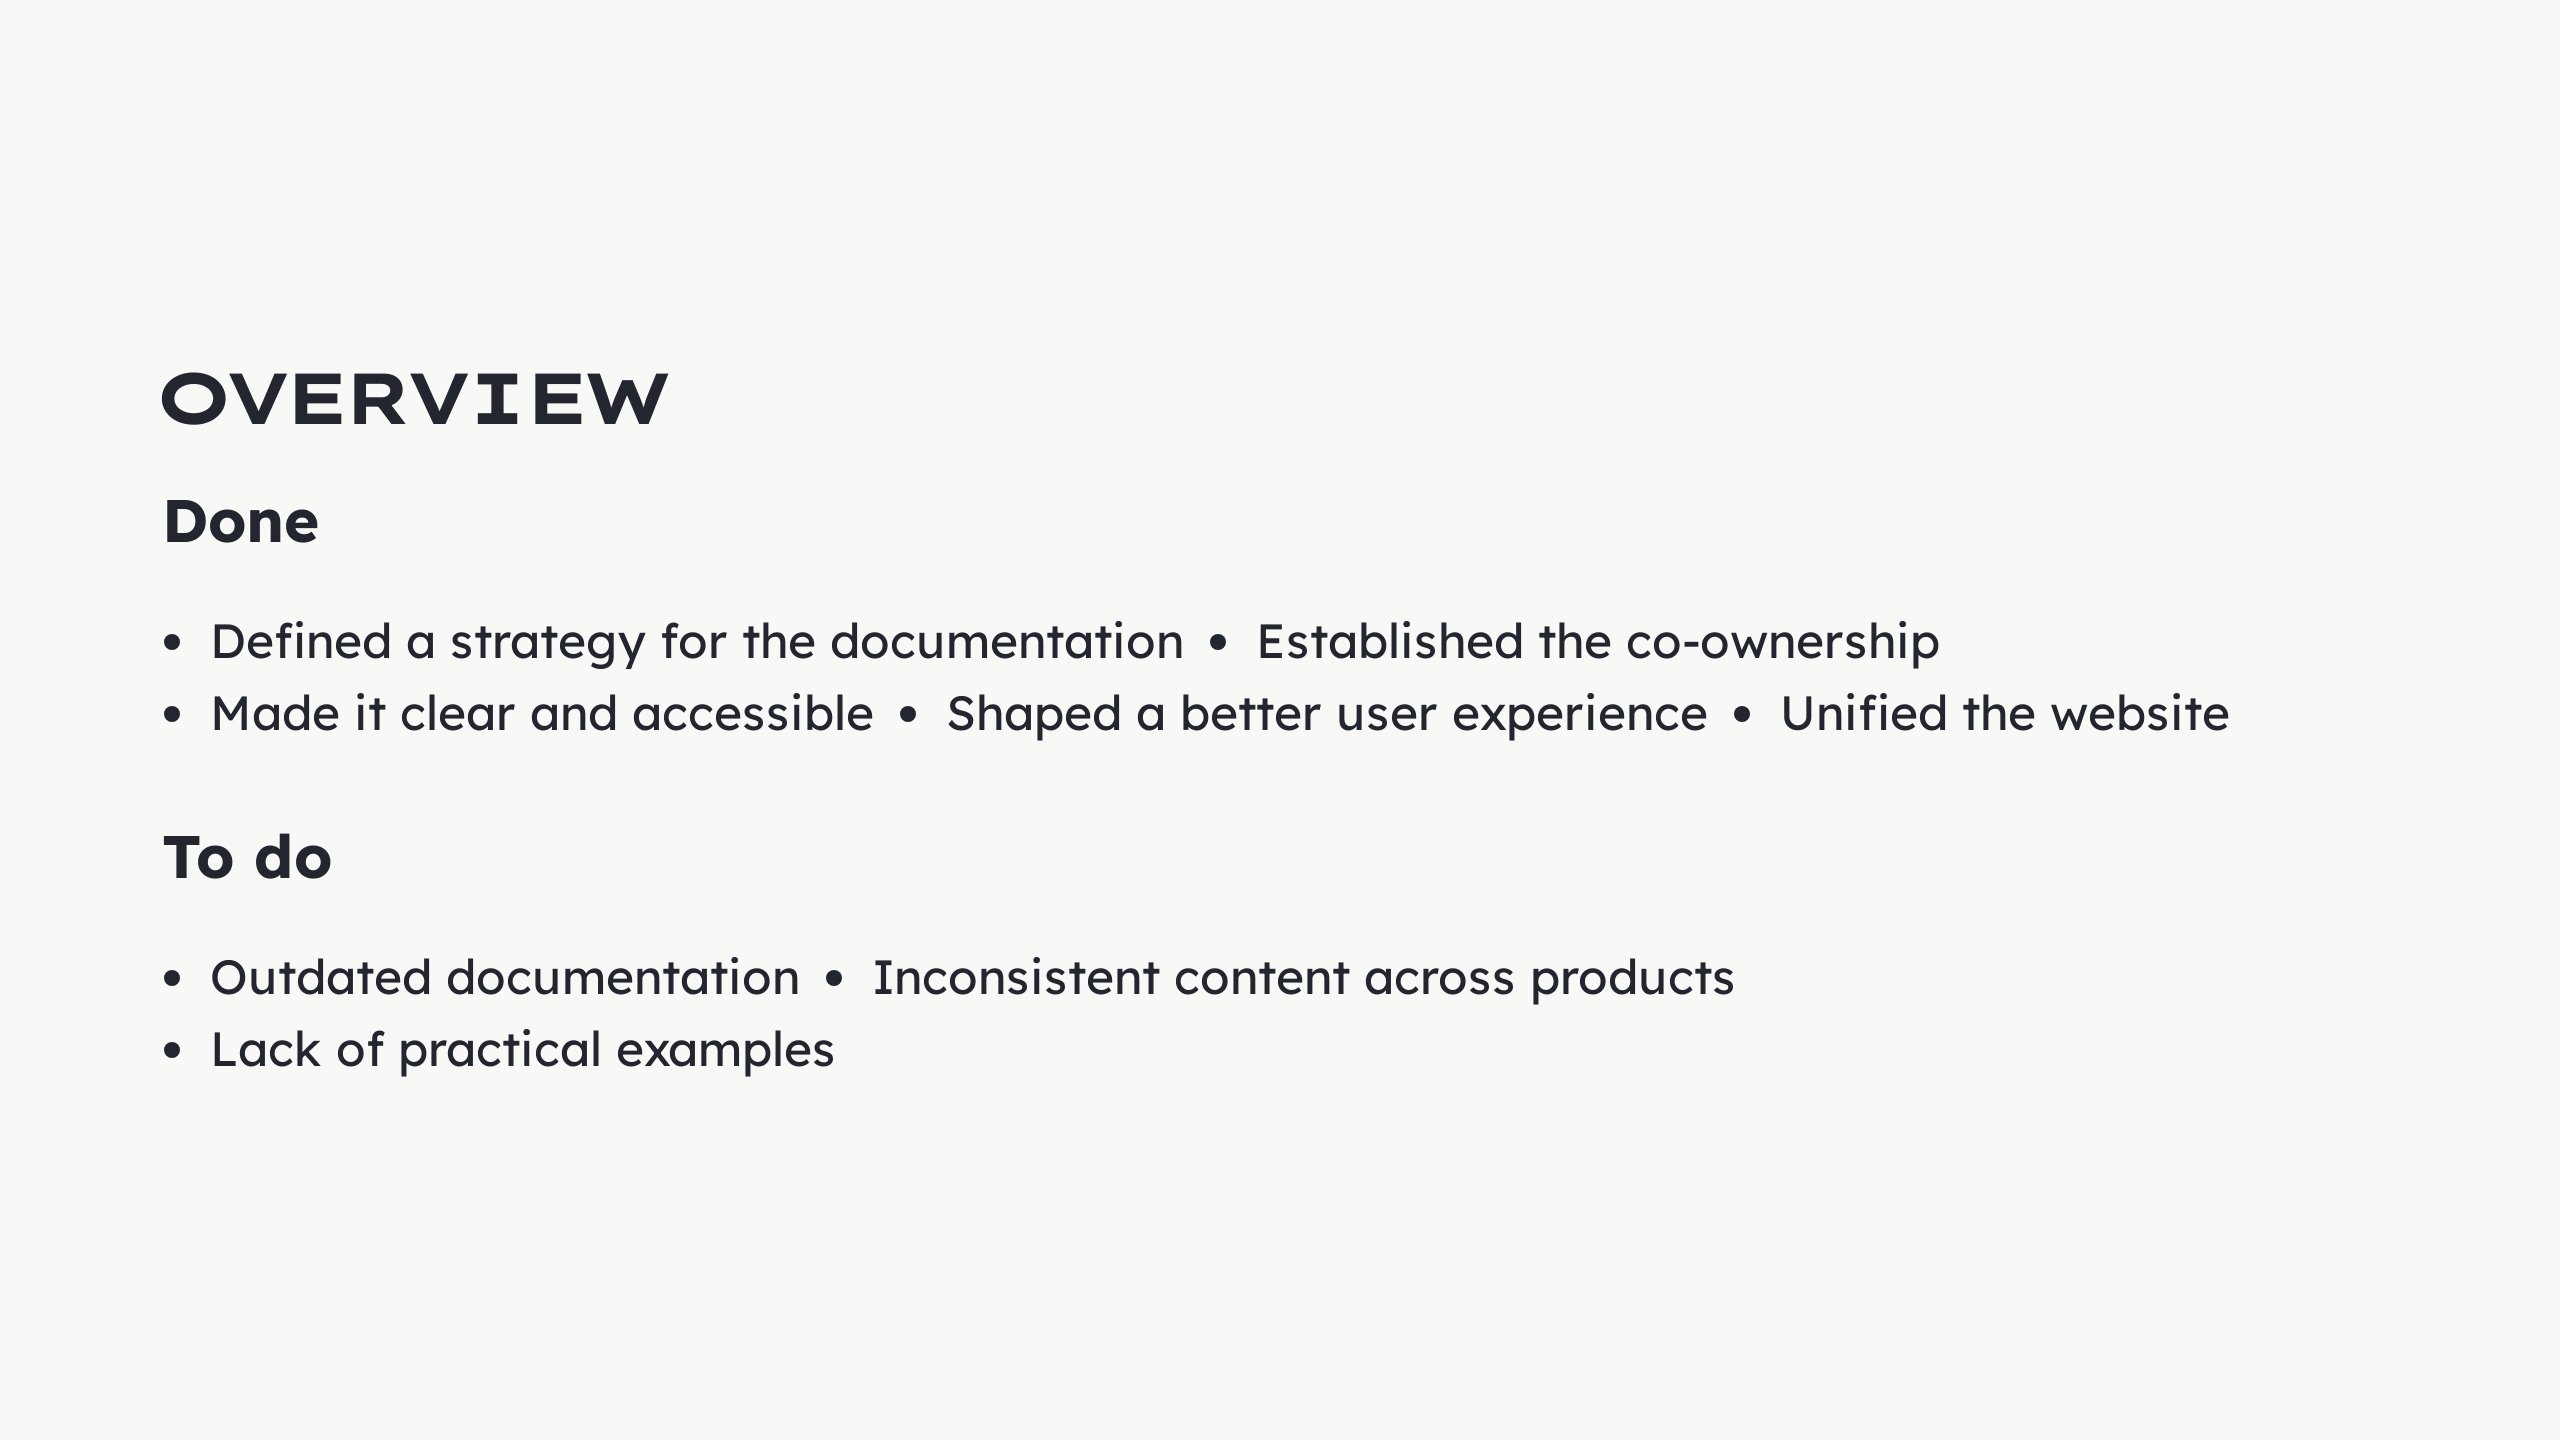 OVERVIEW
Done
• Defined a strategy for the documentation • Established the co-ownership
• Made it clear and accessible • Shaped a better user experience • Unified the website
To do
• Outdated documentation • Inconsistent content across products
• Lack of practical examples